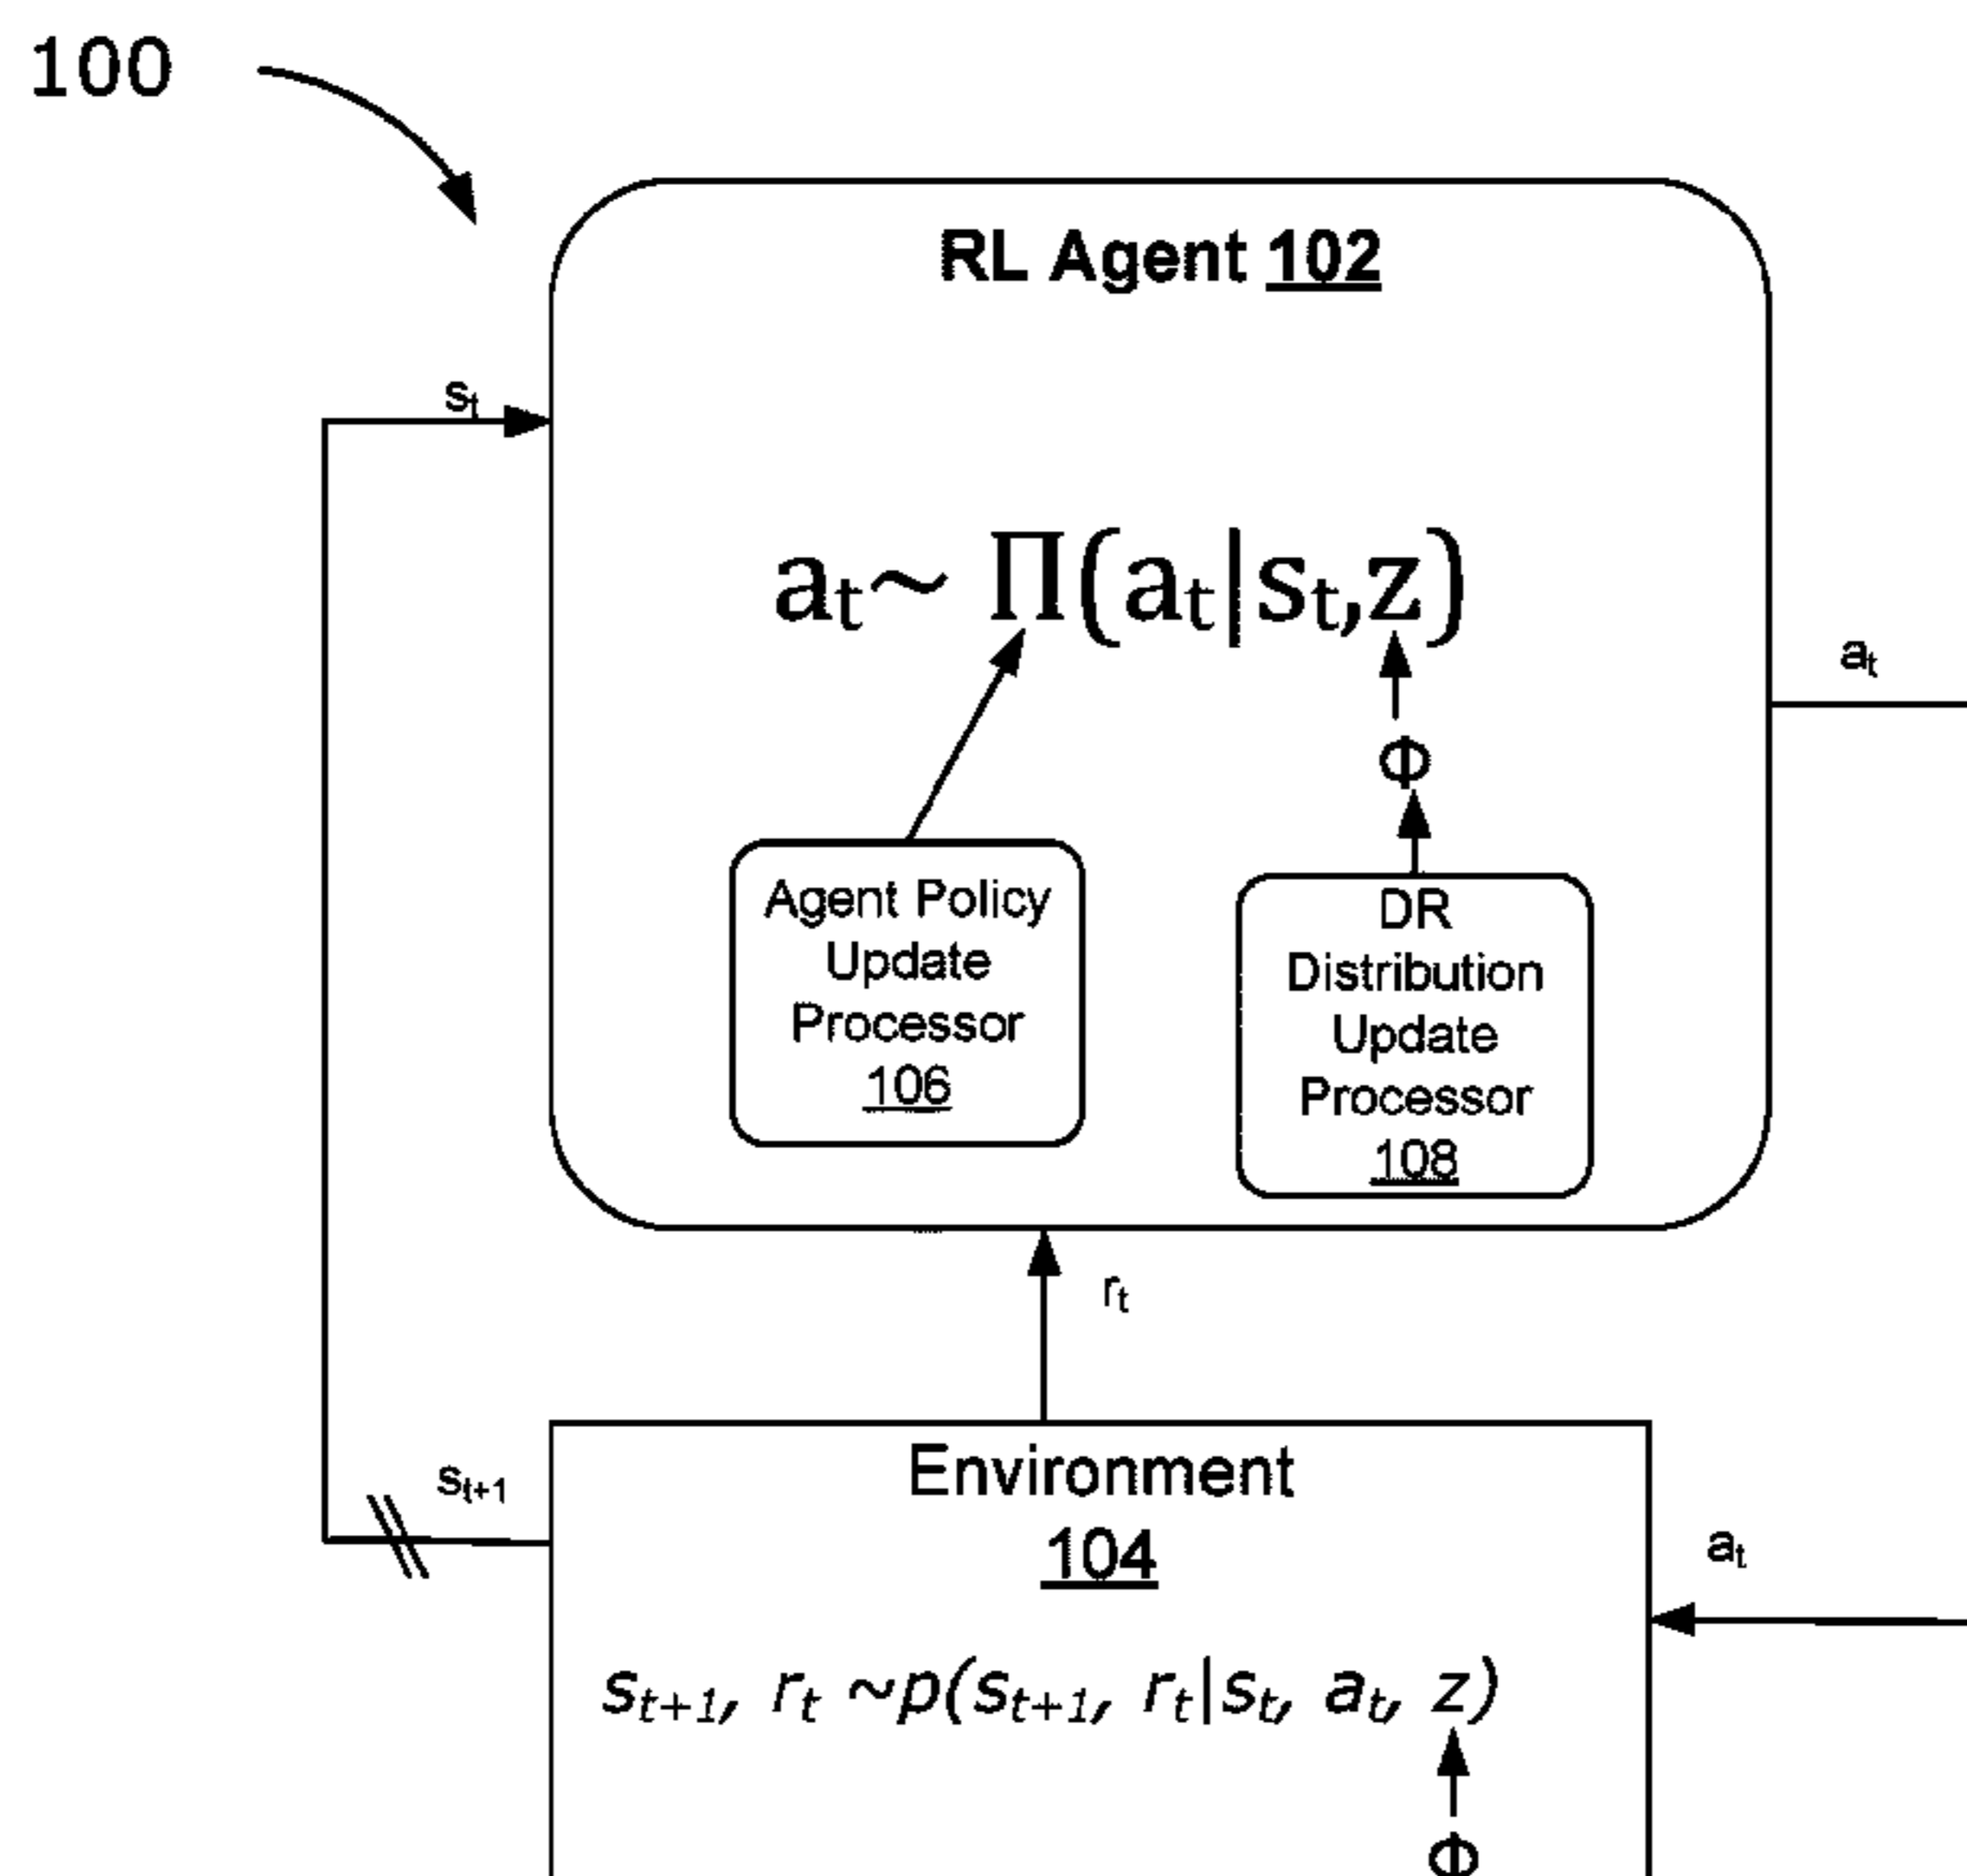 100
RL Agent 102
sₜ
aₜ~ Π(aₜ|sₜ,z)
aₜ
Φ
Agent Policy
Update
Processor
106
DR
Distribution
Update
Processor
108
rₜ
Environment
104
sₜ₊₁
aₜ
sₜ₊₁, rₜ ~p(sₜ₊₁, rₜ|sₜ, aₜ, z)
Φ